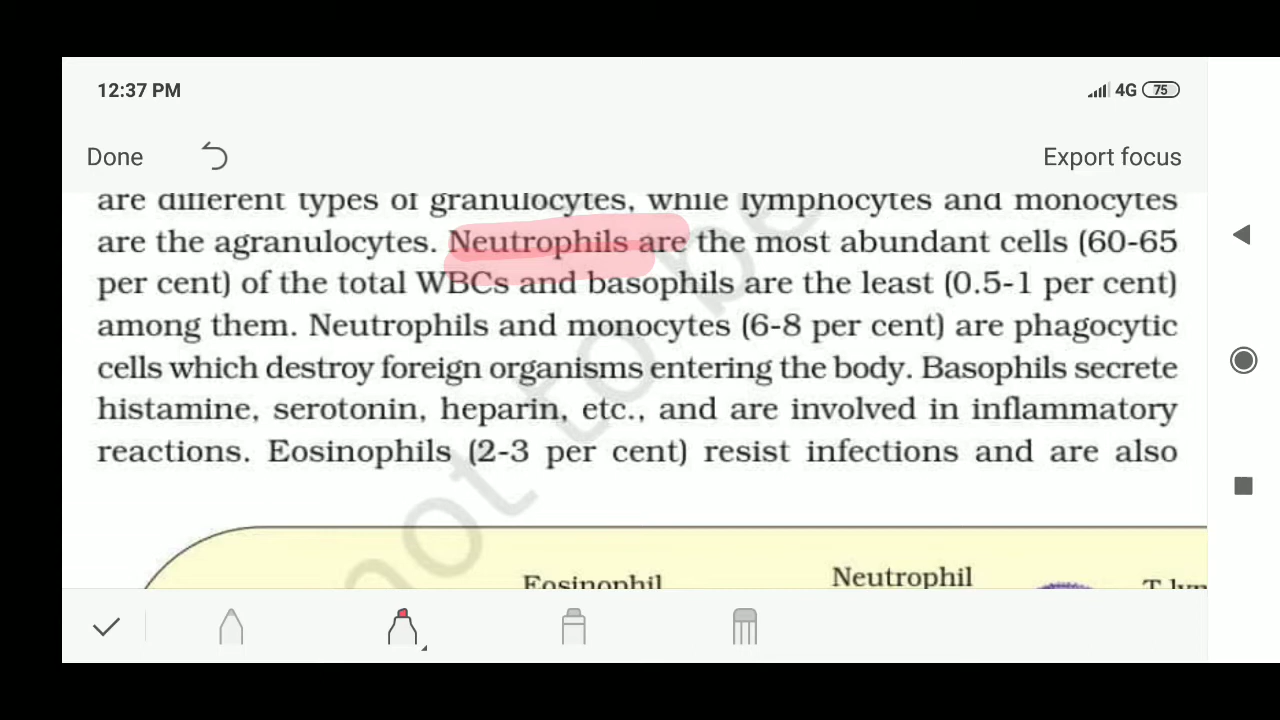 12:37 PM
4G 75
Done
Export focus
are different types of granulocytes, while lymphocytes and monocytes
are the agranulocytes. Neutrophils are the most abundant cells (60-65
per cent) of the total WBCs and basophils are the least (0.5-1 per cent)
among them. Neutrophils and monocytes (6-8 per cent) are phagocytic
cells which destroy foreign organisms entering the body. Basophils secrete
histamine, serotonin, heparin, etc., and are involved in inflammatory
reactions. Eosinophils (2-3 per cent) resist infections and are also
not to be
Eosinophil
Neutrophil